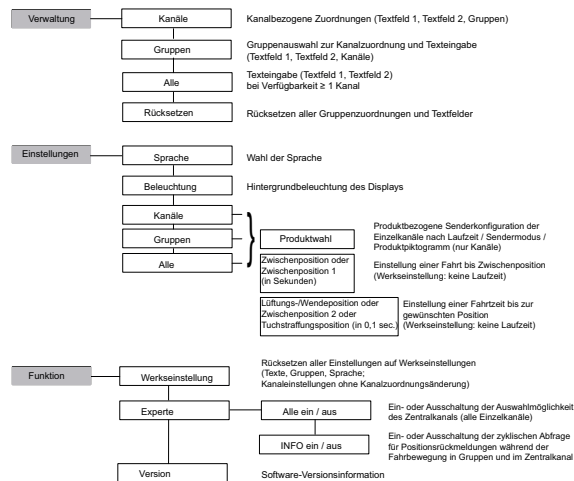 Verwaltung
Kanäle
Kanalbezogene Zuordnungen (Textfeld 1, Textfeld 2, Gruppen)
Gruppen
Gruppenauswahl zur Kanalzuordnung und Texteingabe
(Textfeld 1, Textfeld 2, Kanäle)
Alle
Texteingabe (Textfeld 1, Textfeld 2)
bei Verfügbarkeit ≥ 1 Kanal
Rücksetzen
Rücksetzen aller Gruppenzuordnungen und Textfelder
Einstellungen
Sprache
Wahl der Sprache
Beleuchtung
Hintergrundbeleuchtung des Displays
Kanäle
Gruppen
Alle
Produktwahl
Produktbezogene Senderkonfiguration der
Einzelkanäle nach Laufzeit / Sendermodus /
Produktpiktogramm (nur Kanäle)
Zwischenposition oder
Zwischenposition 1
(in Sekunden)
Einstellung einer Fahrt bis Zwischenposition
(Werkseinstellung: keine Laufzeit)
Lüftungs-/Wendeposition oder
Zwischenposition 2 oder
Tuchstraffungsposition (in 0,1 sec.)
Einstellung einer Fahrtzeit bis zur
gewünschten Position
(Werkseinstellung: keine Laufzeit)
Funktion
Werkseinstellung
Rücksetzen aller Einstellungen auf Werkseinstellungen
(Texte, Gruppen, Sprache;
Kanaleinstellungen ohne Kanalzuordnungsänderung)
Experte
Alle ein / aus
Ein- oder Ausschaltung der Auswahlmöglichkeit
des Zentralkanals (alle Einzelkanäle)
INFO ein / aus
Ein- oder Ausschaltung der zyklischen Abfrage
für Positionsrückmeldungen während der
Fahrbewegung in Gruppen und im Zentralkanal
Version
Software-Versionsinformation